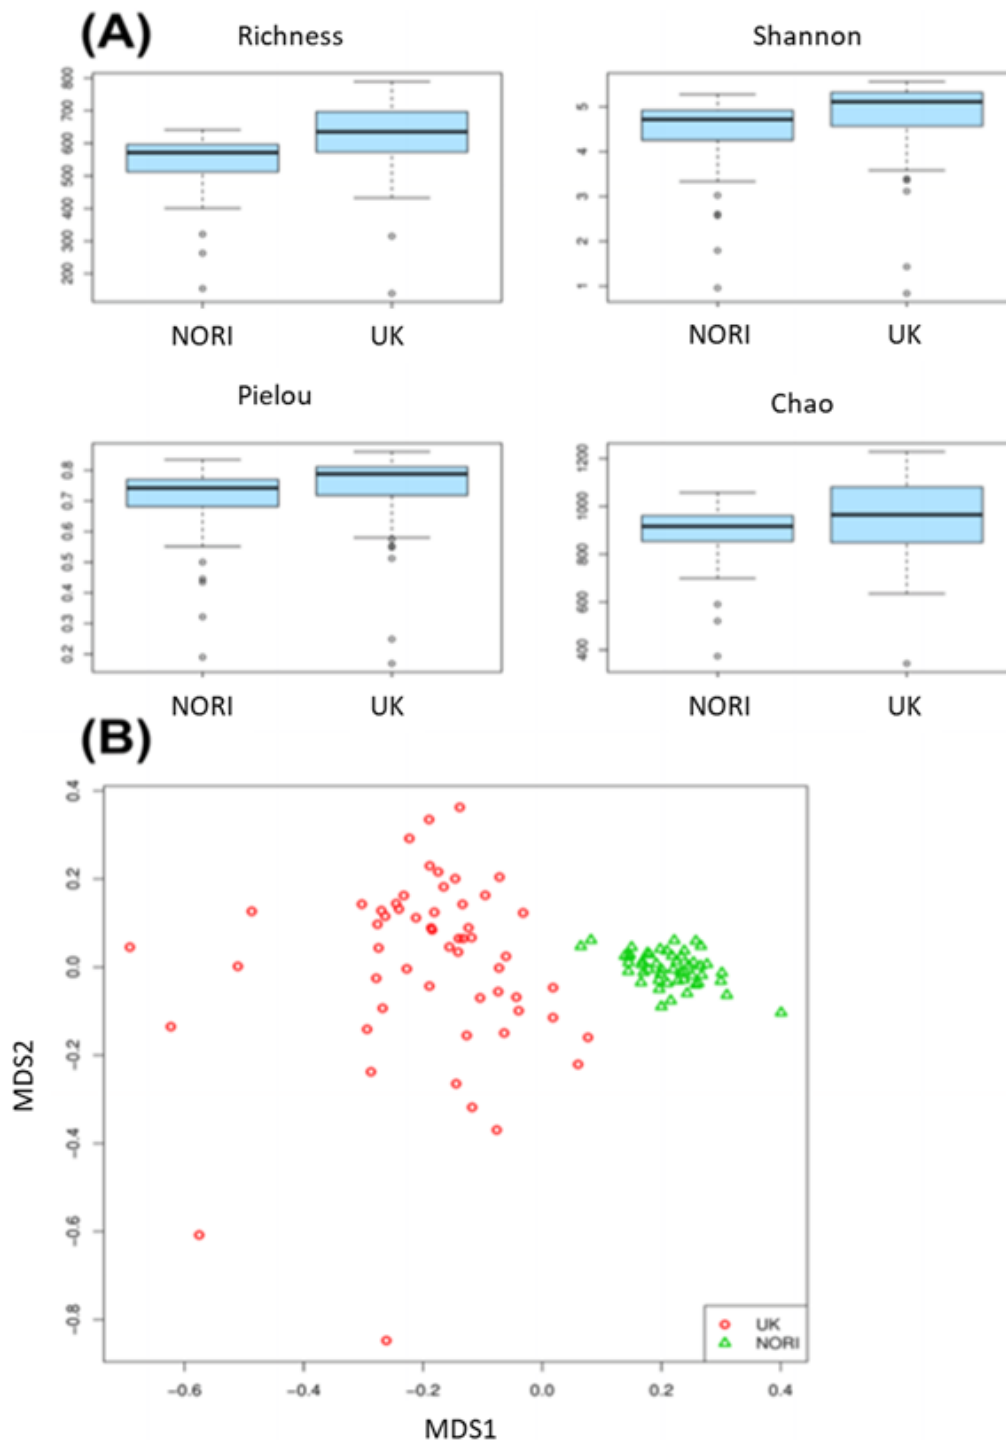 (A)
Richness
Shannon
800
700
600
500
400
300
200
NORI
UK
5
4
3
2
1
NORI
UK
Pielou
Chao
0.8
0.7
0.6
0.5
0.4
0.3
0.2
NORI
UK
1200
1000
800
600
400
NORI
UK
(B)
0.4
0.2
0.0
−0.2
−0.4
−0.6
−0.8
MDS2
UK
NORI
−0.6
−0.4
−0.2
0.0
0.2
0.4
MDS1